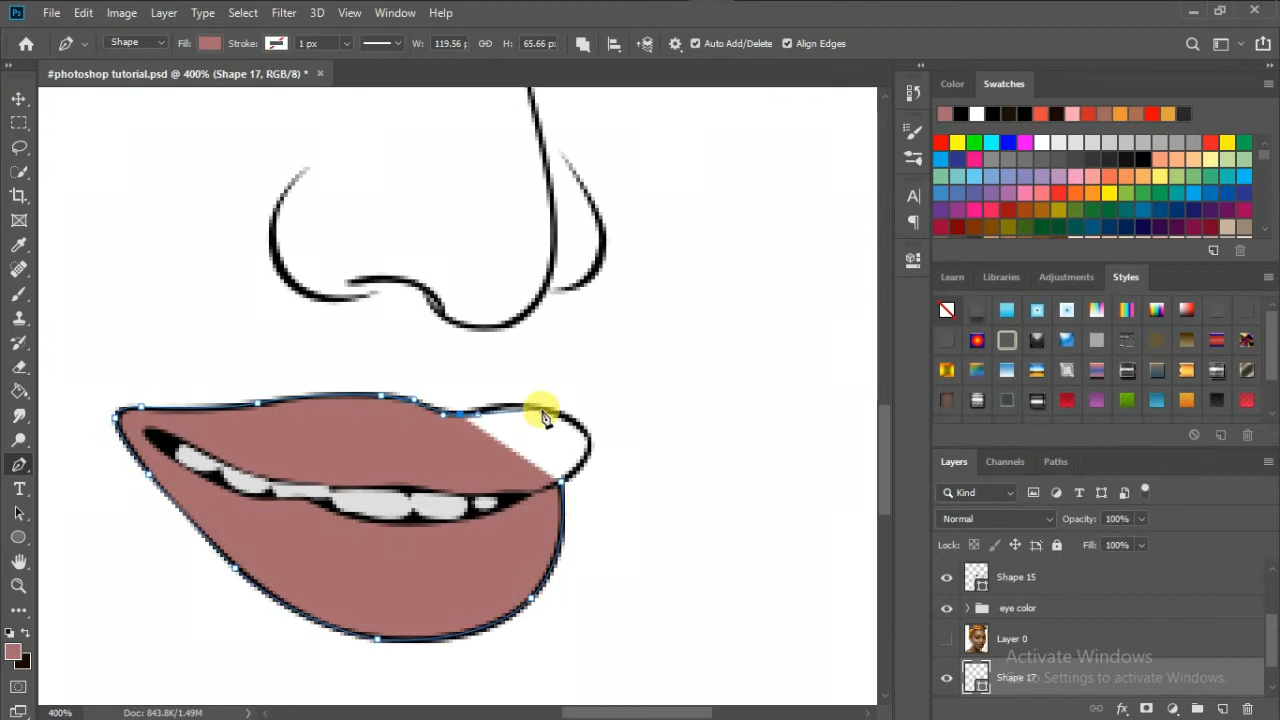 Ps File Edit Image Layer Type Select Filter 3D View Window Help
Shape Fill: Stroke: 1 px W: 119.56 p H: 65.66 px Auto Add/Delete Align Edges
#photoshop tutorial.psd @ 400% (Shape 17, RGB/8) * ×
Color Swatches
Learn Libraries Adjustments Styles
Layers Channels Paths
Kind
Normal Opacity: 100%
Lock: Fill: 100%
Shape 15
eye color
Layer 0
Activate Windows
Shape 17
to Settings to activate Windows.
400% Doc: 843.8K/1.49M